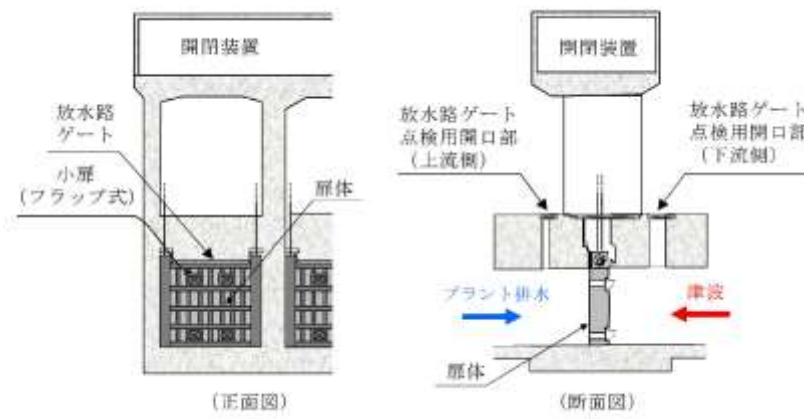 開閉装置
放水路
ゲート
小扉
(フラップ式)
扉体
(正面図)
開閉装置
放水路ゲート
点検用開口部
(上流側)
放水路ゲート
点検用開口部
(下流側)
プラント排水
津波
扉体
(断面図)